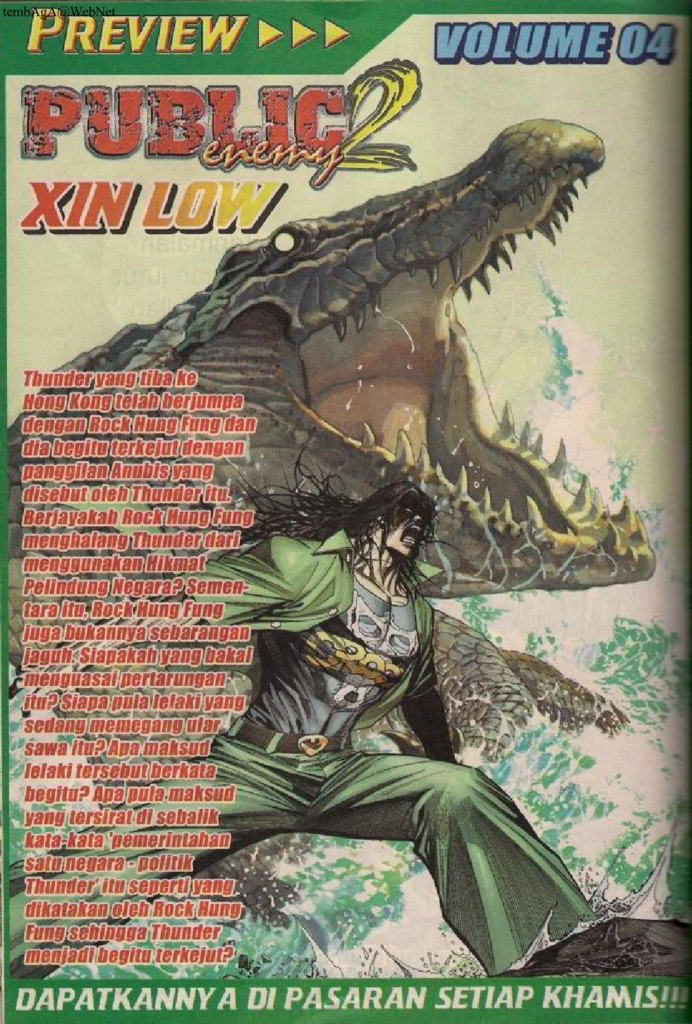 tembAgA@WebNet
PREVIEW
VOLUME 04
PUBLIC
enemy 2
XIN LOW
Thunder yang tiba ke
Hong Kong telah berjumpa
dengan Rock Hung Fung dan
dia begitu terkejut dengan
panggilan Anubis yang
disebut oleh Thunder itu.
Berjayakah Rock Hung Fung
menghalang Thunder dari
menggunakan Hikmat
Pelindung Negara? Semen-
tara itu, Rock Hung Fung
juga bukannya sebarangan
jaguh. Siapakah yang bakal
menguasai pertarungan
itu? Siapa pula lelaki yang
sedang memegang ular
sawa itu? Apa maksud
lelaki tersebut berkata
begitu? Apa pula maksud
yang tersirat di sebalik
kata-kata 'pemerintahan
satu negara - politik
Thunder' itu seperti yang
dikatakan oleh Rock Hung
Fung sehingga Thunder
menjadi begitu terkejut?
DAPATKANNYA DI PASARAN SETIAP KHAMIS!!!